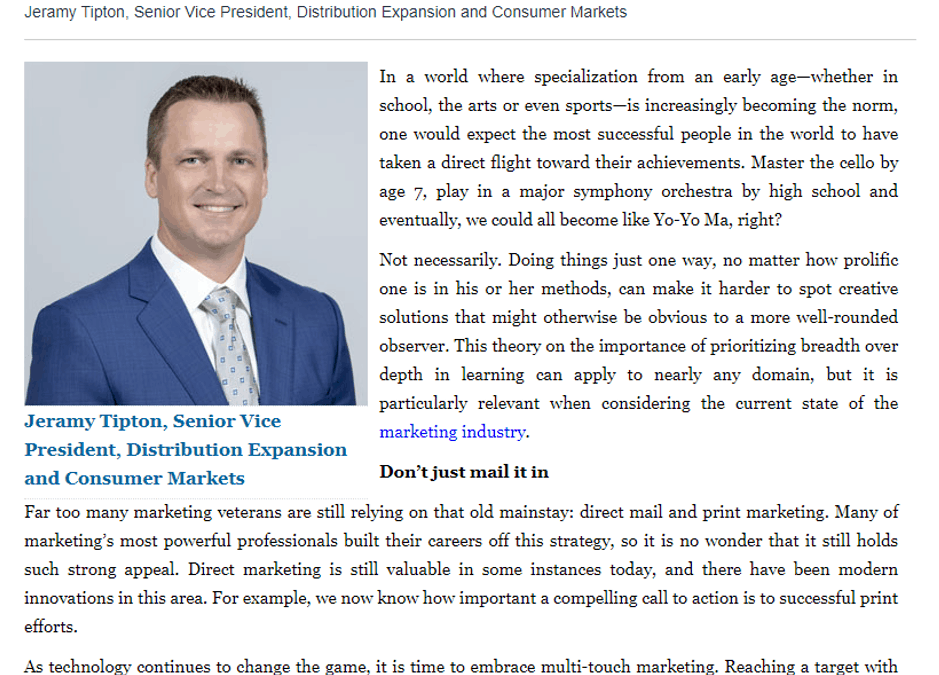 Jeramy Tipton, Senior Vice President, Distribution Expansion and Consumer Markets
In a world where specialization from an early age—whether in
school, the arts or even sports—is increasingly becoming the norm,
one would expect the most successful people in the world to have
taken a direct flight toward their achievements. Master the cello by
age 7, play in a major symphony orchestra by high school and
eventually, we could all become like Yo-Yo Ma, right?
Not necessarily. Doing things just one way, no matter how prolific
one is in his or her methods, can make it harder to spot creative
solutions that might otherwise be obvious to a more well-rounded
observer. This theory on the importance of prioritizing breadth over
depth in learning can apply to nearly any domain, but it is
particularly relevant when considering the current state of the
marketing industry.
Jeramy Tipton, Senior Vice
President, Distribution Expansion
and Consumer Markets
Don’t just mail it in
Far too many marketing veterans are still relying on that old mainstay: direct mail and print marketing. Many of
marketing’s most powerful professionals built their careers off this strategy, so it is no wonder that it still holds
such strong appeal. Direct marketing is still valuable in some instances today, and there have been modern
innovations in this area. For example, we now know how important a compelling call to action is to successful print
efforts.
As technology continues to change the game, it is time to embrace multi-touch marketing. Reaching a target with